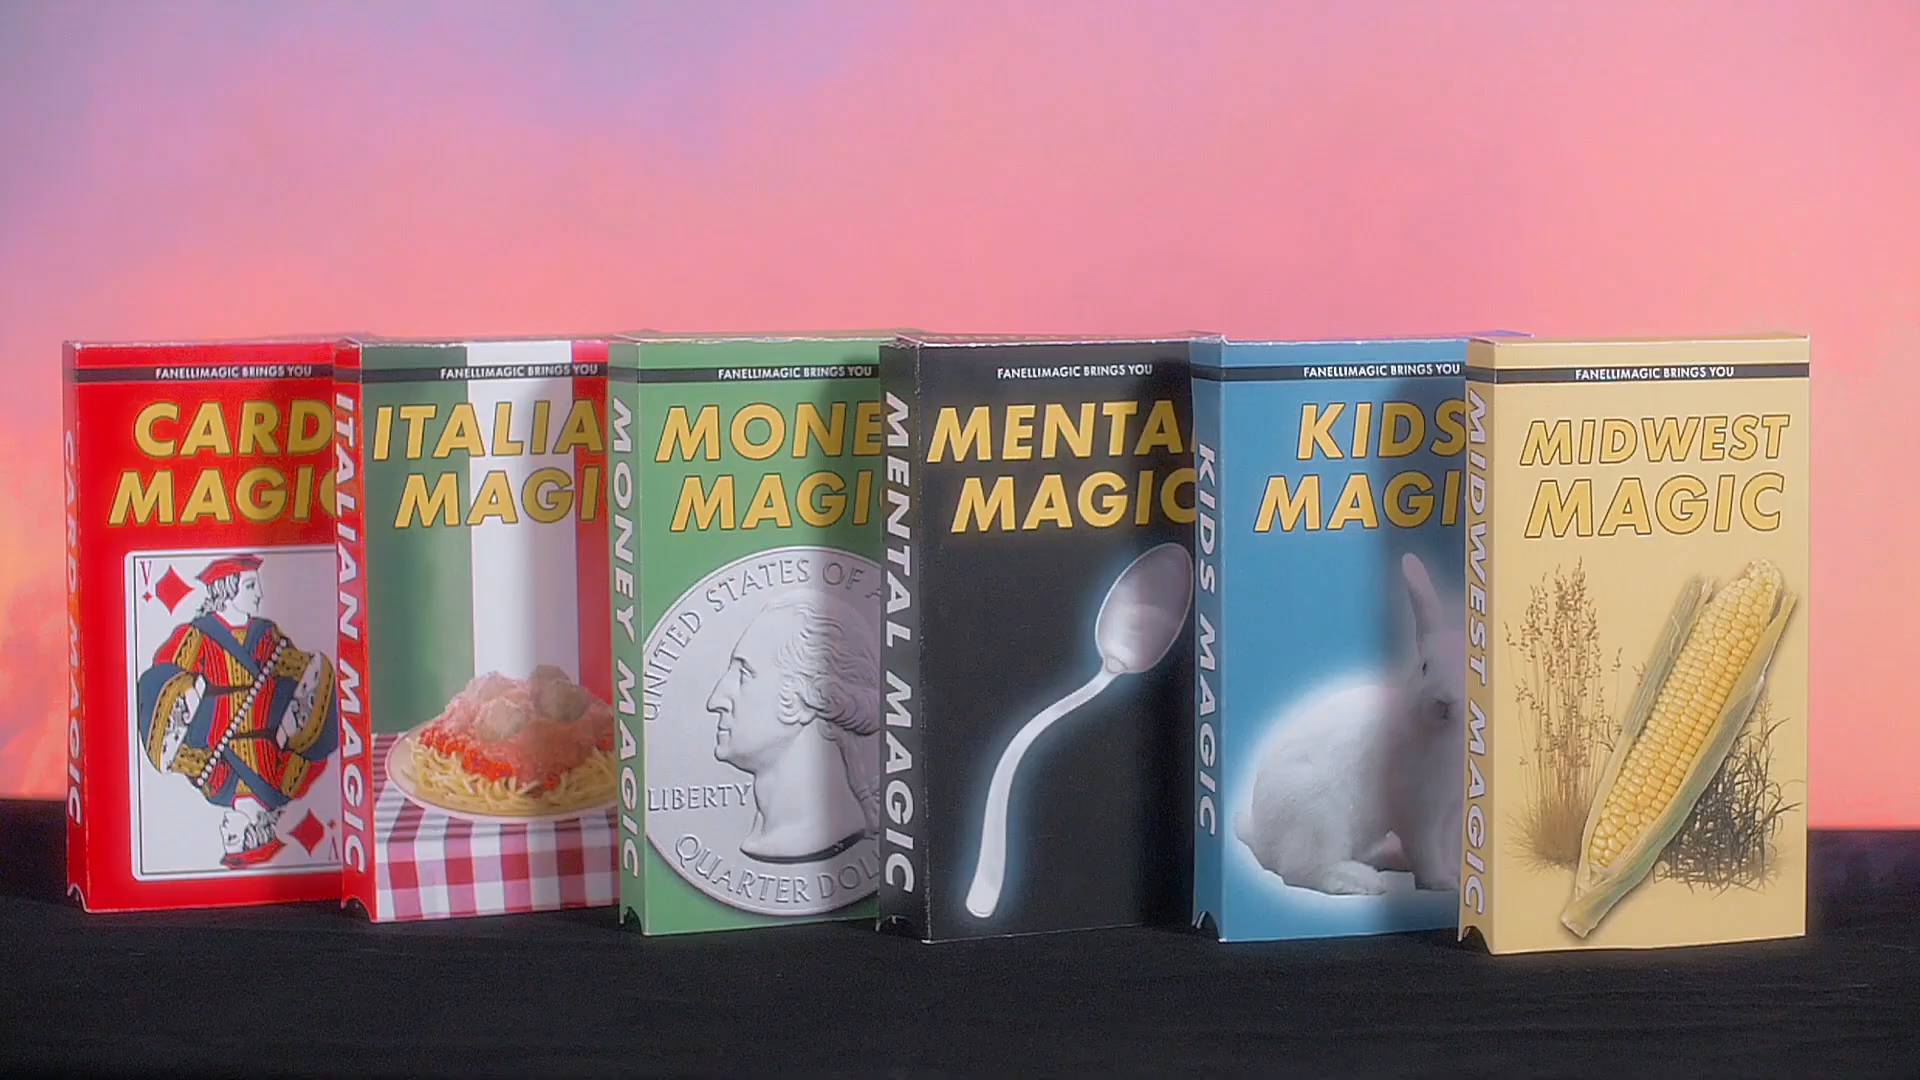 FANELLIMAGIC BRINGS YOU
CARD
MAGIC
CARD MAGIC
V
FANELLIMAGIC BRINGS YOU
ITALIA
MAGI
ITALIAN MAGIC
FANELLIMAGIC BRINGS YOU
MONE
MAGI
MONEY MAGIC
UNITED STATES OF A
LIBERTY
QUARTER DOL
FANELLIMAGIC BRINGS YOU
MENTA
MAGIC
MENTAL MAGIC
FANELLIMAGIC BRINGS YOU
KIDS
MAGI
KIDS MAGIC
FANELLIMAGIC BRINGS YOU
MIDWEST
MAGIC
MIDWEST MAGIC